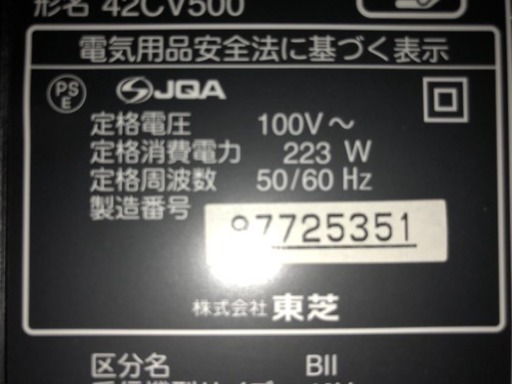 形名 42CV500
電気用品安全法に基づく表示
PS E JQA
定格電圧 100V〜
定格消費電力 223 W
定格周波数 50/60 Hz
製造番号 97725351
株式会社 東芝
区分名 BII